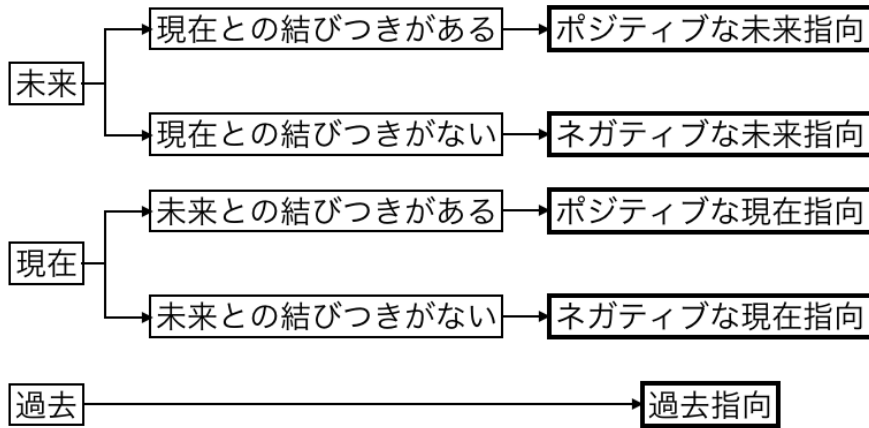 現在との結びつきがある
ポジティブな未来指向
未来
現在との結びつきがない
ネガティブな未来指向
未来との結びつきがある
ポジティブな現在指向
現在
未来との結びつきがない
ネガティブな現在指向
過去
過去指向